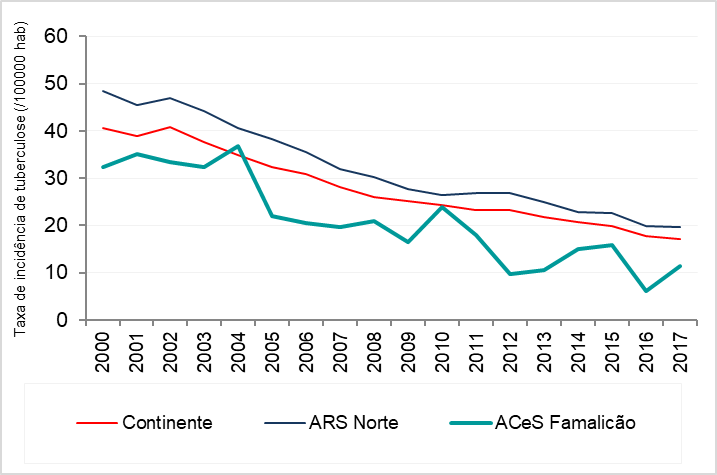 Taxa de incidência de tuberculose (/100000 hab)
60
50
40
30
20
10
0
2000 2001 2002 2003 2004 2005 2006 2007 2008 2009 2010 2011 2012 2013 2014 2015 2016 2017
Continente ARS Norte ACeS Famalicão